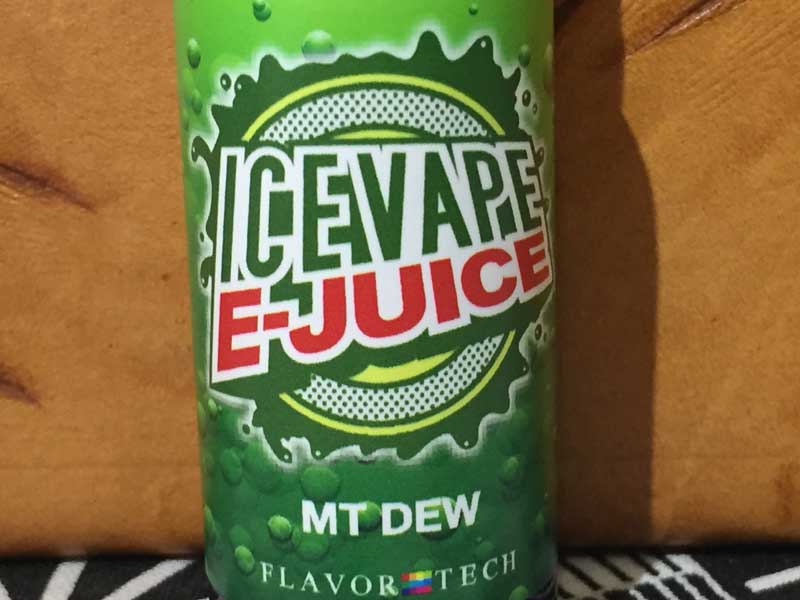 ICEVAPE
E-JUICE
MT DEW
FLAVOR TECH